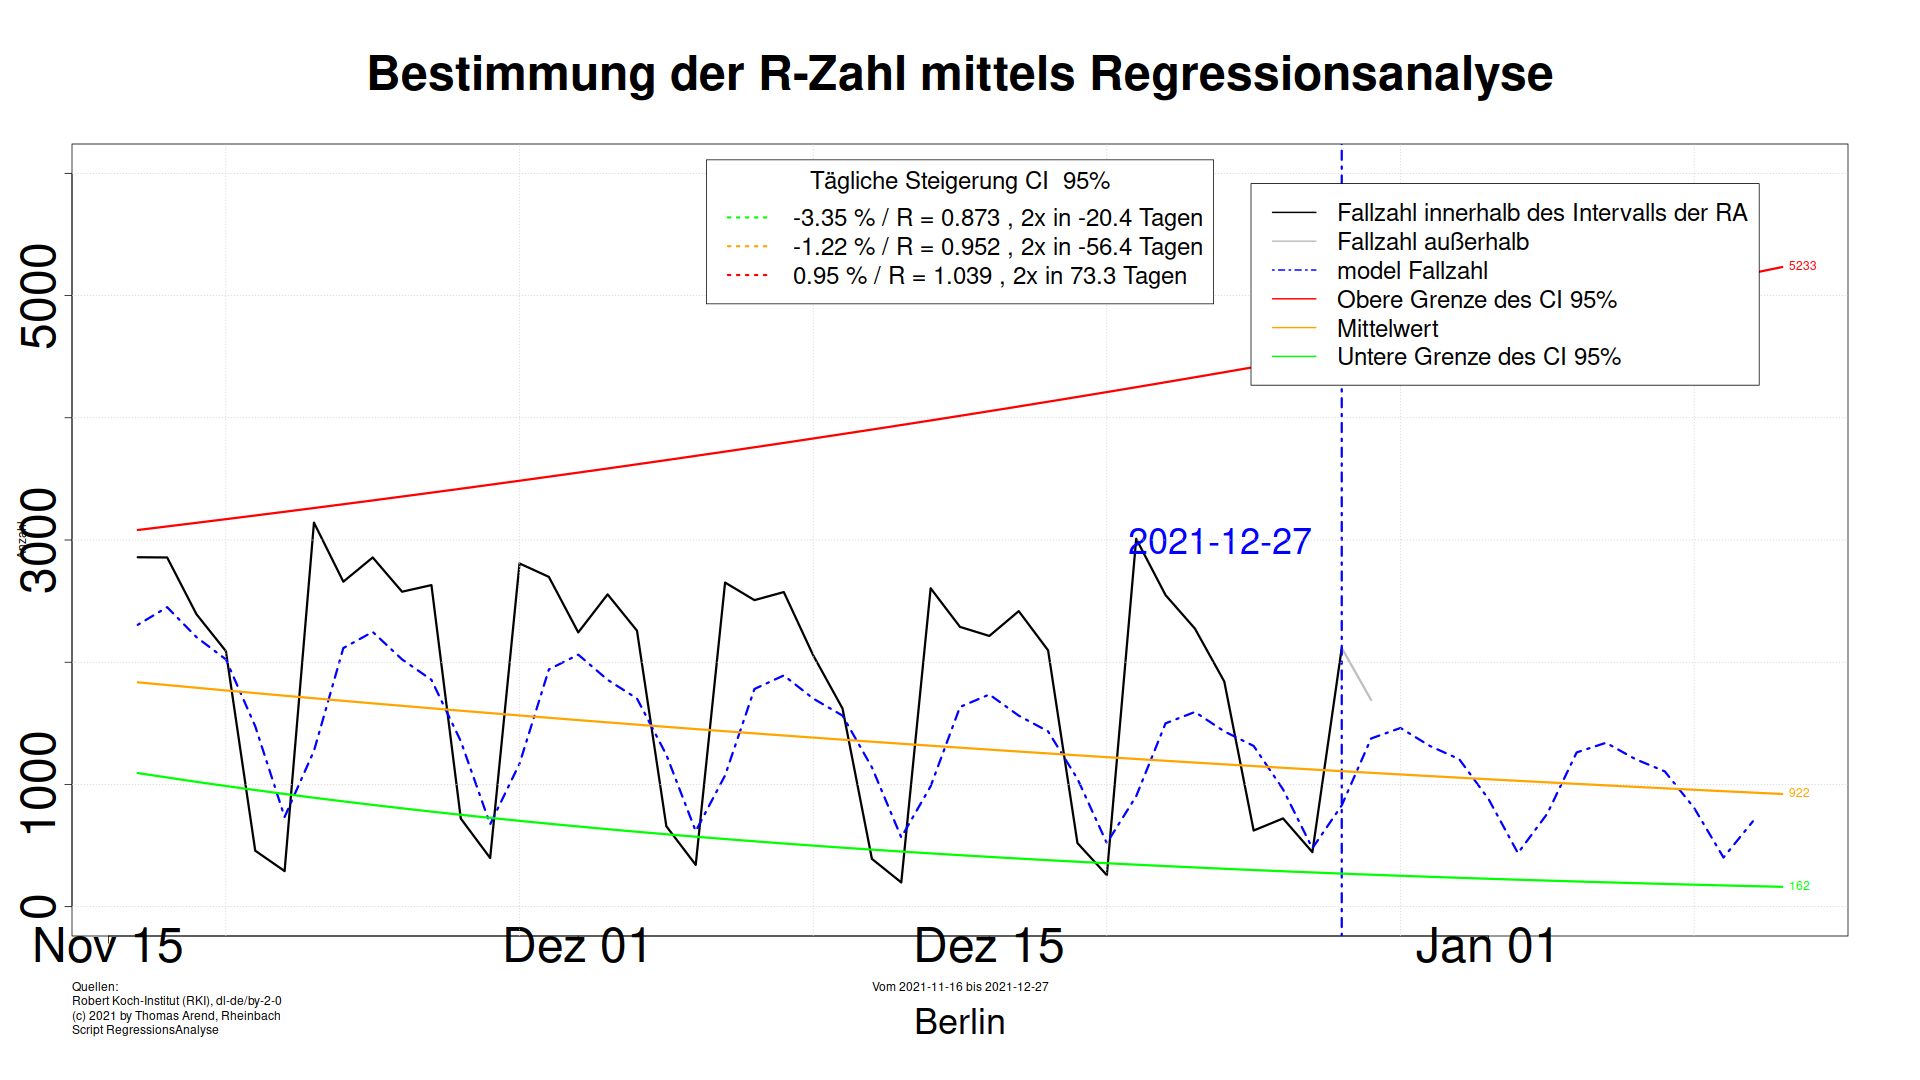 Bestimmung der R-Zahl mittels Regressionsanalyse
Tägliche Steigerung CI 95%
-3.35 % / R = 0.873 , 2x in -20.4 Tagen
-1.22 % / R = 0.952 , 2x in -56.4 Tagen
0.95 % / R = 1.039 , 2x in 73.3 Tagen
Fallzahl innerhalb des Intervalls der RA
Fallzahl außerhalb
model Fallzahl
Obere Grenze des CI 95%
Mittelwert
Untere Grenze des CI 95%
5233
2021-12-27
922
162
5000
3000
1000
0
Anzahl
Nov 15
Dez 01
Dez 15
Jan 01
Quellen:
Robert Koch-Institut (RKI), dl-de/by-2-0
(c) 2021 by Thomas Arend, Rheinbach
Script RegressionsAnalyse
Vom 2021-11-16 bis 2021-12-27
Berlin